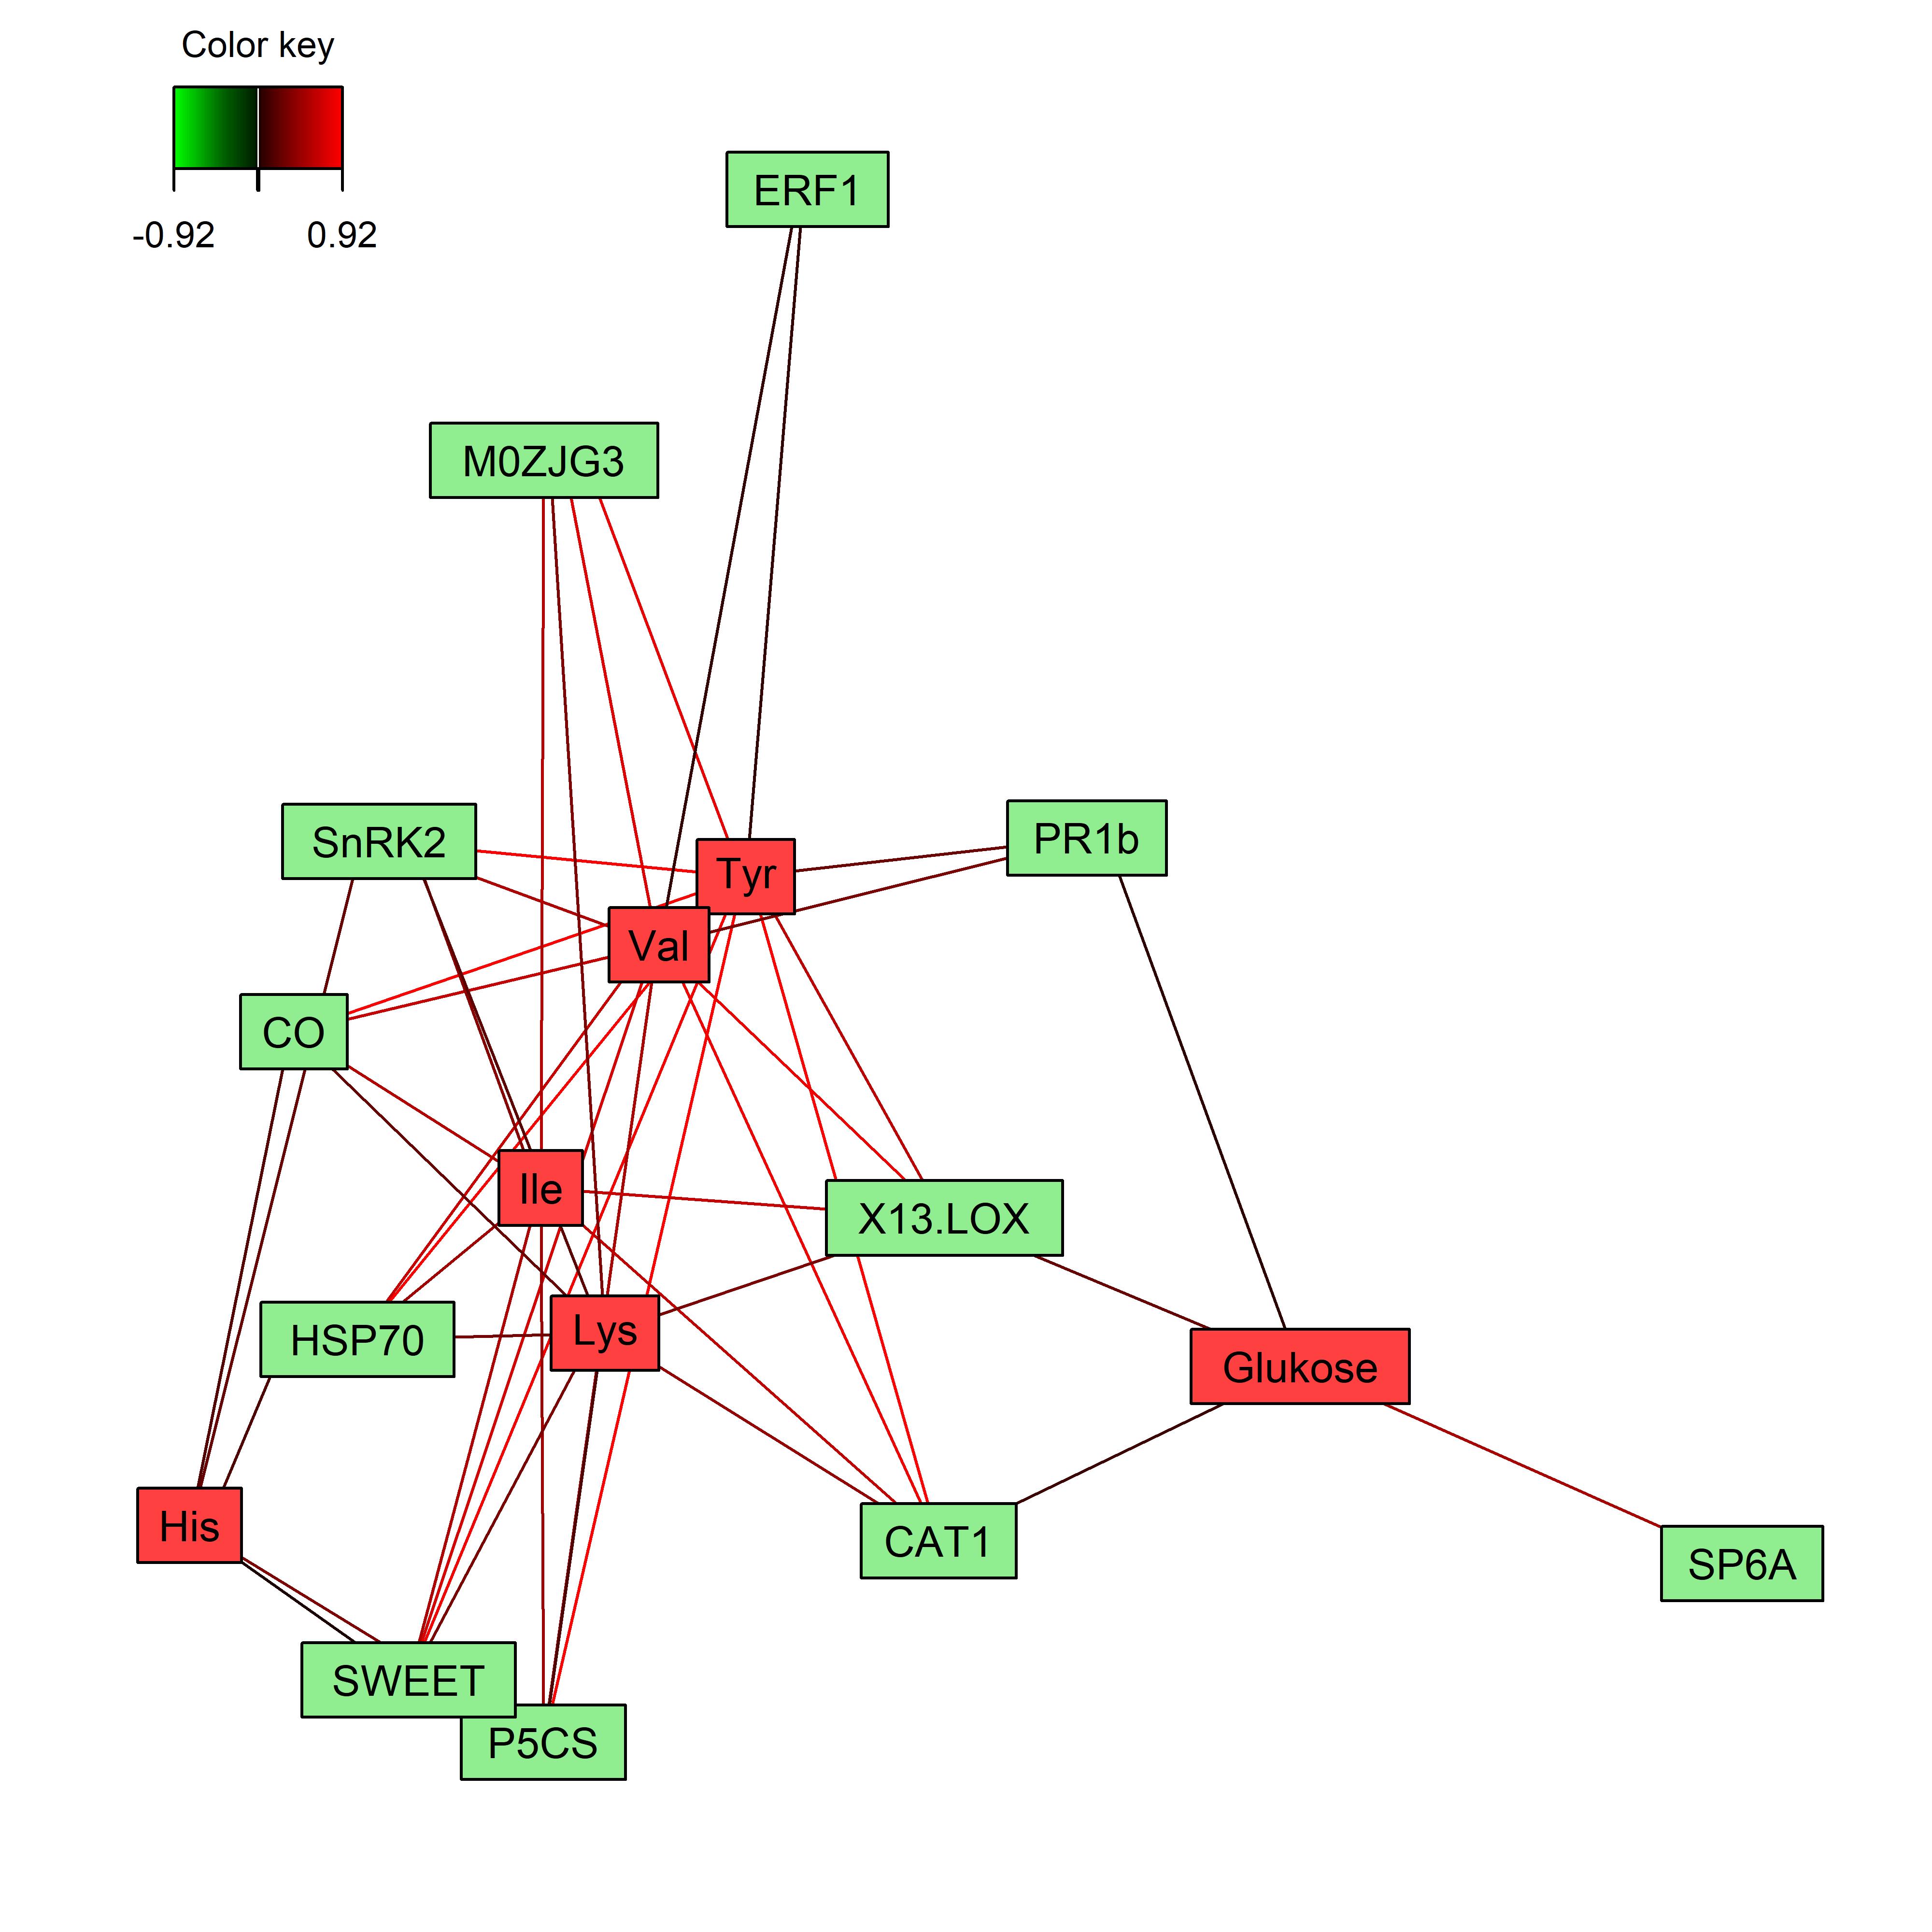 Color key
-0.92 0.92
ERF1
M0ZJG3
SnRK2
PR1b
Tyr
Val
CO
Ile
X13.LOX
HSP70
Lys
Glukose
His
CAT1
SP6A
SWEET
P5CS